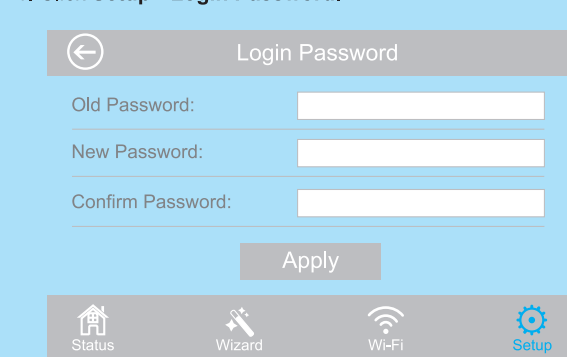 Login Password
Old Password:
New Password:
Confirm Password:
Apply
Status Wizard Wi-Fi Setup